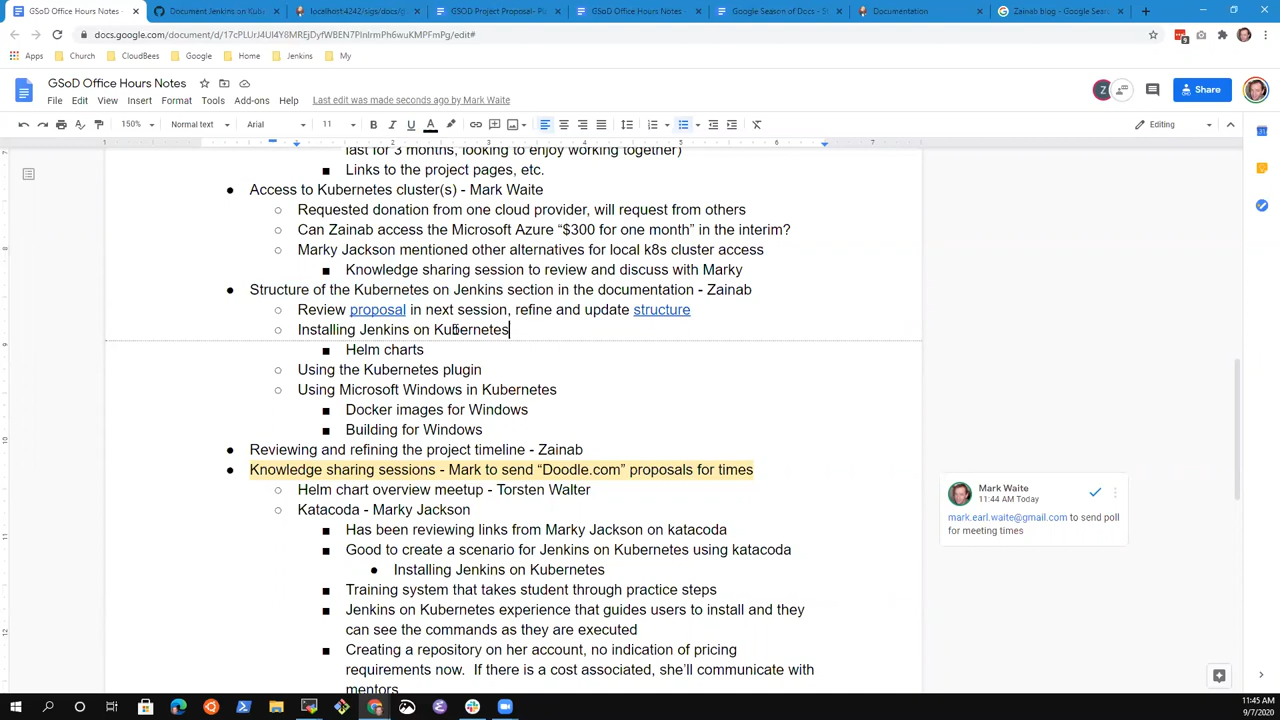 GSoD Office Hours Notes -
Document Jenkins on Kub
localhost:4242/sigs/docs/g
GSOD Project Proposal- Pl
GSoD Office Hours Notes -
Google Season of Docs - S
Documentation
Zainab blog - Google Sear
docs.google.com/document/d/
Apps
Church
CloudBees
Google
Home
Jenkins
My
GSoD Office Hours Notes
File Edit View Insert Format Tools Add-ons Help Last edit was made seconds ago by Mark Waite
Z
Share
150% Normal text Arial 11 B I U A Editing
1 2 3 4 5 6 7
last for 3 months, looking to enjoy working together)
■ Links to the project pages, etc.
● Access to Kubernetes cluster(s) - Mark Waite
○ Requested donation from one cloud provider, will request from others
○ Can Zainab access the Microsoft Azure “$300 for one month” in the interim?
○ Marky Jackson mentioned other alternatives for local k8s cluster access
■ Knowledge sharing session to review and discuss with Marky
● Structure of the Kubernetes on Jenkins section in the documentation - Zainab
○ Review proposal in next session, refine and update structure
○ Installing Jenkins on Kubernetes
■ Helm charts
○ Using the Kubernetes plugin
○ Using Microsoft Windows in Kubernetes
■ Docker images for Windows
■ Building for Windows
● Reviewing and refining the project timeline - Zainab
● Knowledge sharing sessions - Mark to send “Doodle.com” proposals for times
○ Helm chart overview meetup - Torsten Walter
○ Katacoda - Marky Jackson
■ Has been reviewing links from Marky Jackson on katacoda
■ Good to create a scenario for Jenkins on Kubernetes using katacoda
● Installing Jenkins on Kubernetes
■ Training system that takes student through practice steps
■ Jenkins on Kubernetes experience that guides users to install and they
can see the commands as they are executed
■ Creating a repository on her account, no indication of pricing
requirements now. If there is a cost associated, she’ll communicate with
mentors
Mark Waite
11:44 AM Today
mark.earl.waite@gmail.com to send poll
for meeting times
11:45 AM
9/7/2020